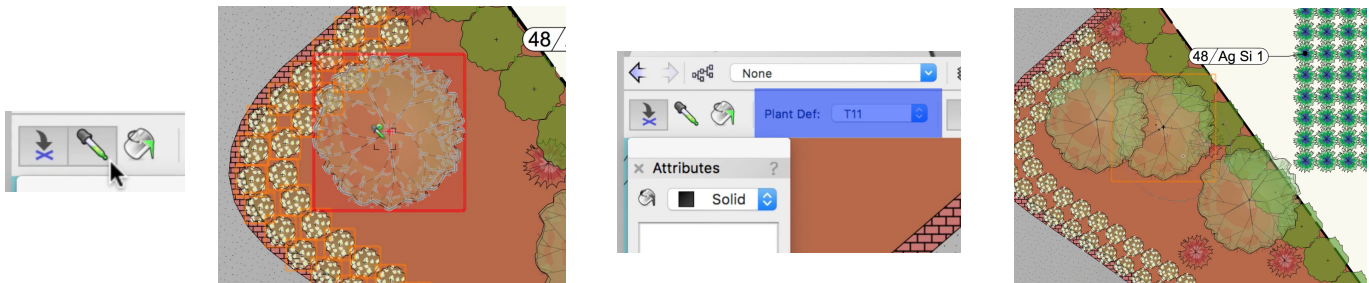 48/
None
Plant Def: T11
× Attributes ?
Solid
48/Ag Si 1